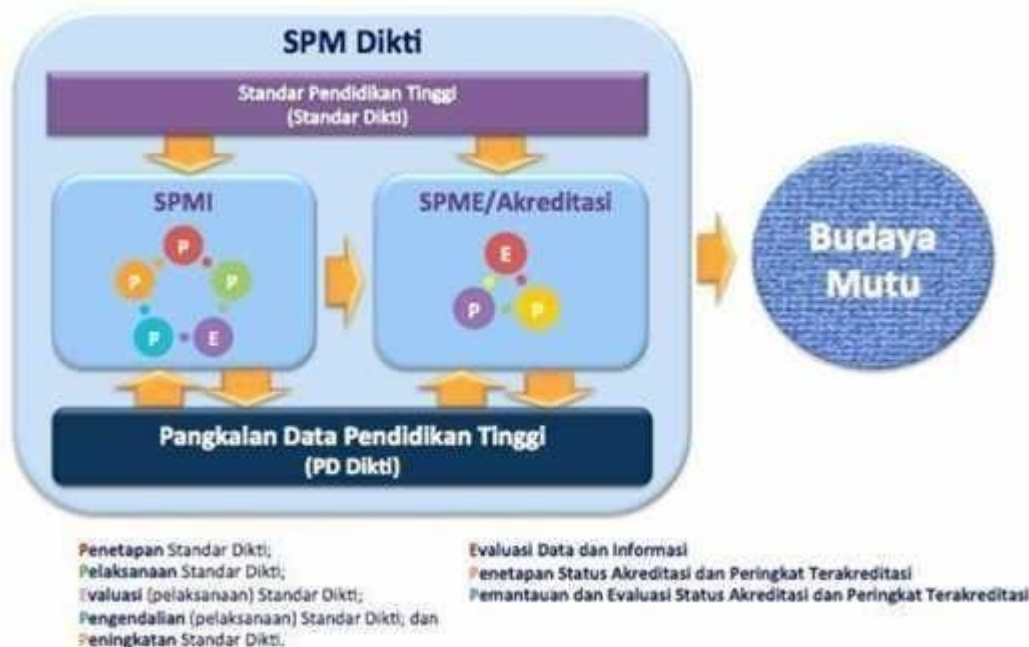 SPM Dikti
Standar Pendidikan Tinggi
(Standar Dikti)
SPMI
P
P
P
P
E
SPME/Akreditasi
E
P
P
Budaya
Mutu
Pangkalan Data Pendidikan Tinggi
(PD Dikti)
Penetapan Standar Dikti;
Pelaksanaan Standar Dikti;
Evaluasi (pelaksanaan) Standar Dikti;
Pengendalian (pelaksanaan) Standar Dikti; dan
Peningkatan Standar Dikti.
Evaluasi Data dan Informasi
Penetapan Status Akreditasi dan Peringkat Terakreditasi
Pemantauan dan Evaluasi Status Akreditasi dan Peringkat Terakreditasi